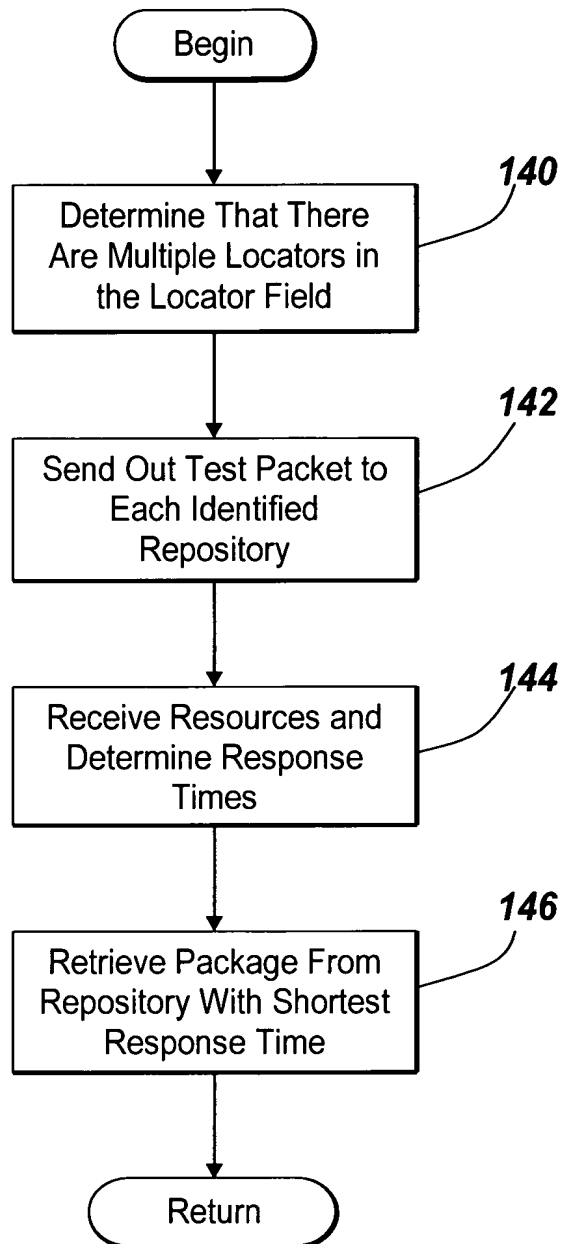 Begin
140
Determine That There
Are Multiple Locators in
the Locator Field
142
Send Out Test Packet to
Each Identified
Repository
144
Receive Resources and
Determine Response
Times
146
Retrieve Package From
Repository With Shortest
Response Time
Return